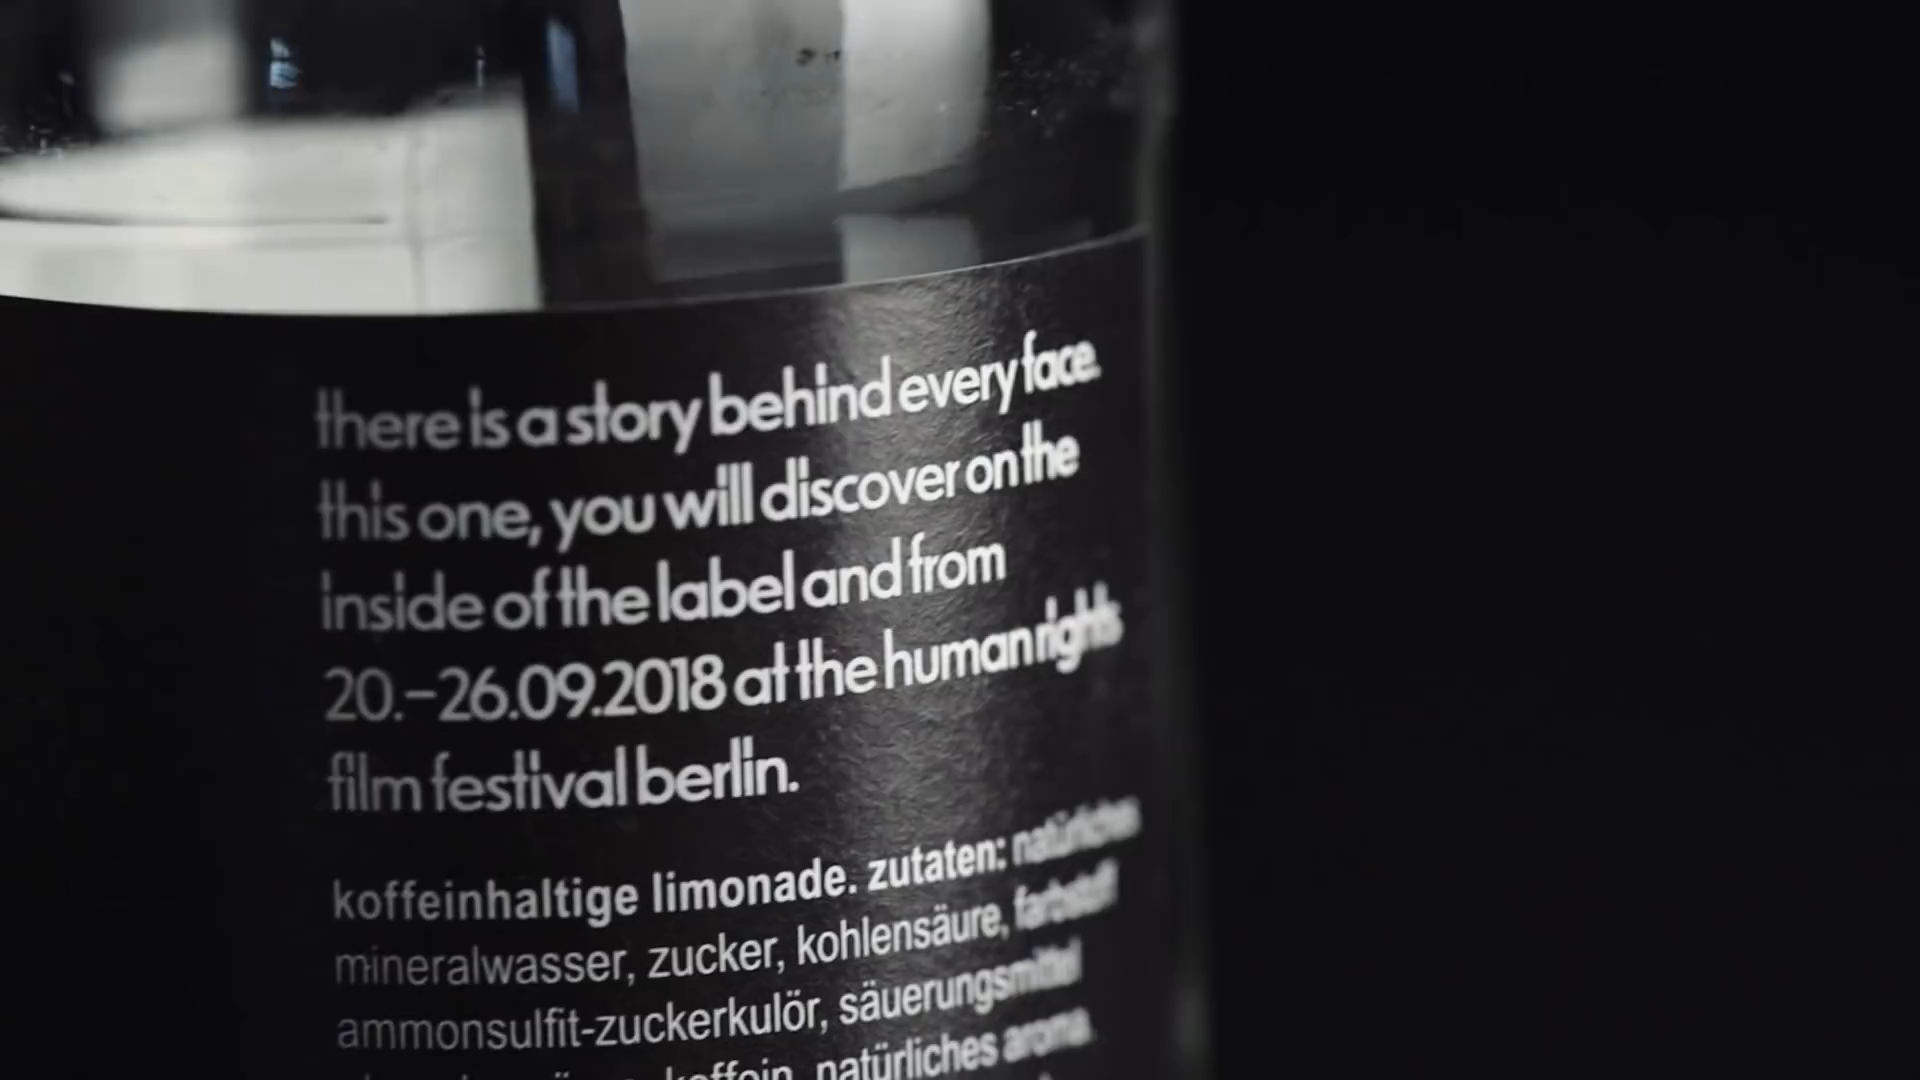 there is a story behind every face.
this one, you will discover on the
inside of the label and from
20.–26.09.2018 at the human rights
film festival berlin.
koffeinhaltige limonade. zutaten: natürliches
mineralwasser, zucker, kohlensäure, farbstoff
ammonsulfit-zuckerkulör, säuerungsmittel
koffein, natürliches aroma.